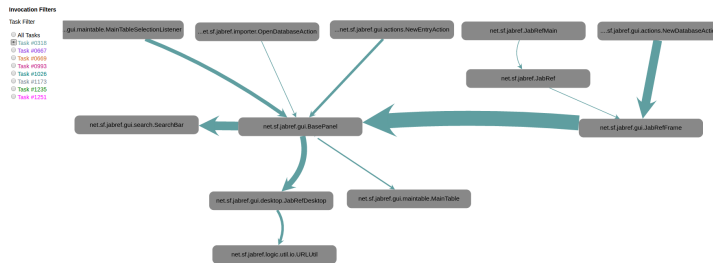 Invocation Filters
Task Filter
All Tasks
Task #0318
Task #0667
Task #0669
Task #0993
Task #1026
Task #1173
Task #1235
Task #1251
...gui.maintable.MainTableSelectionListener
...et.sf.jabref.importer.OpenDatabaseAction
...net.sf.jabref.gui.actions.NewEntryAction
net.sf.jabref.JabRefMain
....sf.jabref.gui.actions.NewDatabaseActio
net.sf.jabref.JabRef
net.sf.jabref.gui.search.SearchBar
net.sf.jabref.gui.BasePanel
net.sf.jabref.gui.JabRefFrame
net.sf.jabref.gui.desktop.JabRefDesktop
net.sf.jabref.gui.maintable.MainTable
net.sf.jabref.logic.util.io.URLUtil